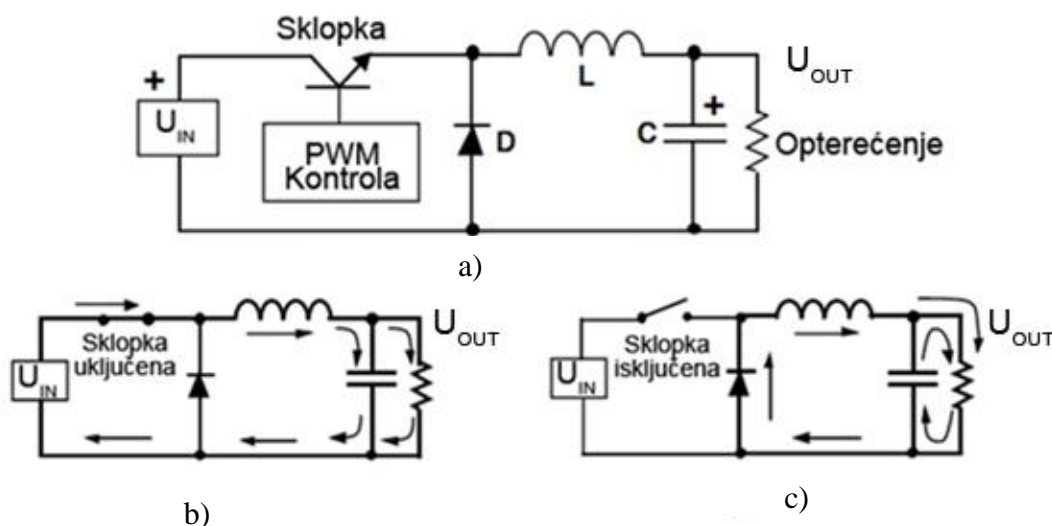 Sklopka
+
U_IN
PWM
Kontrola
D
L
C
+
U_OUT
Opterećenje
a)
Sklopka
uključena
U_IN
U_OUT
b)
Sklopka
isključena
U_IN
U_OUT
c)